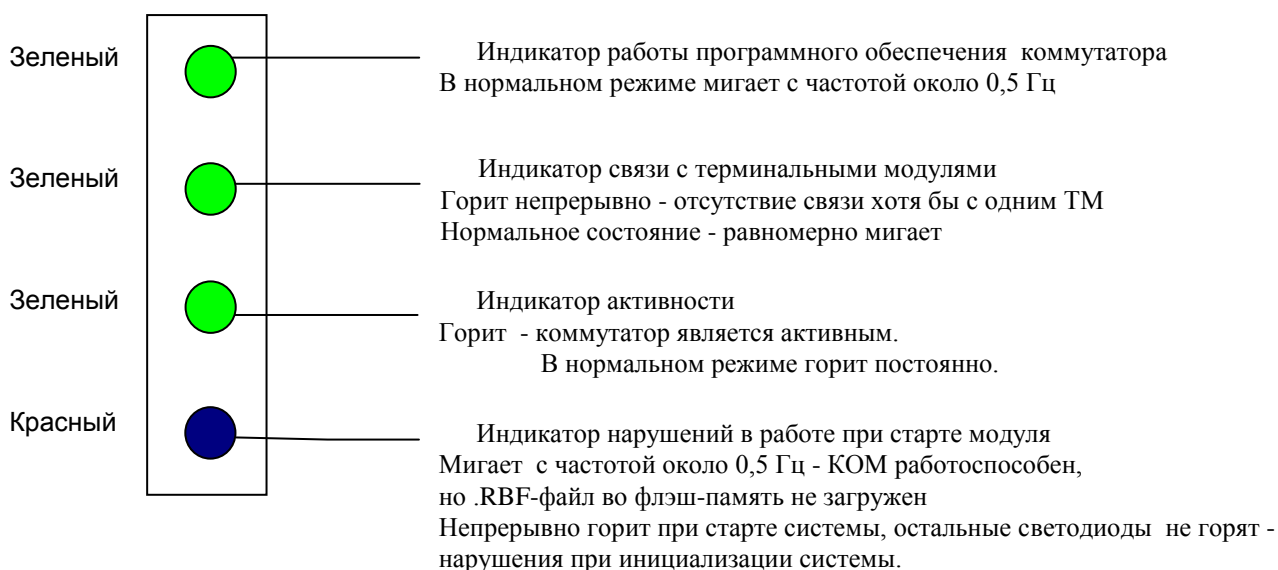 Зеленый
Индикатор работы программного обеспечения коммутатора
В нормальном режиме мигает с частотой около 0,5 Гц
Зеленый
Индикатор связи с терминальными модулями
Горит непрерывно - отсутствие связи хотя бы с одним ТМ
Нормальное состояние - равномерно мигает
Зеленый
Индикатор активности
Горит - коммутатор является активным.
В нормальном режиме горит постоянно.
Красный
Индикатор нарушений в работе при старте модуля
Мигает с частотой около 0,5 Гц - КОМ работоспособен,
но .RBF-файл во флэш-память не загружен
Непрерывно горит при старте системы, остальные светодиоды не горят -
нарушения при инициализации системы.